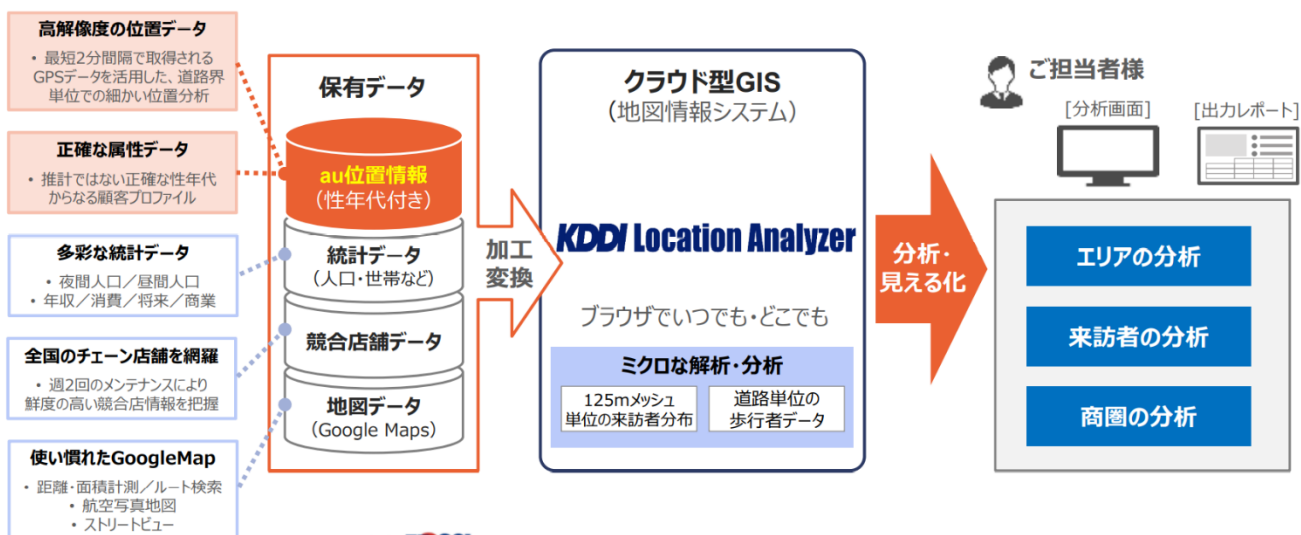 高解像度の位置データ
・ 最短2分間隔で取得される
GPSデータを活用した、道路界
単位での細かい位置分析
正確な属性データ
・ 推計ではない正確な性年代
からなる顧客プロファイル
多彩な統計データ
・ 夜間人口／昼間人口
・ 年収／消費／将来／商業
全国のチェーン店舗を網羅
・ 週2回のメンテナンスにより
鮮度の高い競合店情報を把握
使い慣れたGoogleMap
・ 距離・面積計測／ルート検索
・ 航空写真地図
・ ストリートビュー
保有データ
au位置情報
（性年代付き）
統計データ
（人口・世帯など）
競合店舗データ
地図データ
（Google Maps）
加工
変換
クラウド型GIS
（地図情報システム）
KDDI Location Analyzer
ブラウザでいつでも・どこでも
ミクロな解析・分析
125mメッシュ
単位の来訪者分布
道路単位の
歩行者データ
分析・
見える化
ご担当者様
[分析画面]
[出力レポート]
エリアの分析
来訪者の分析
商圏の分析